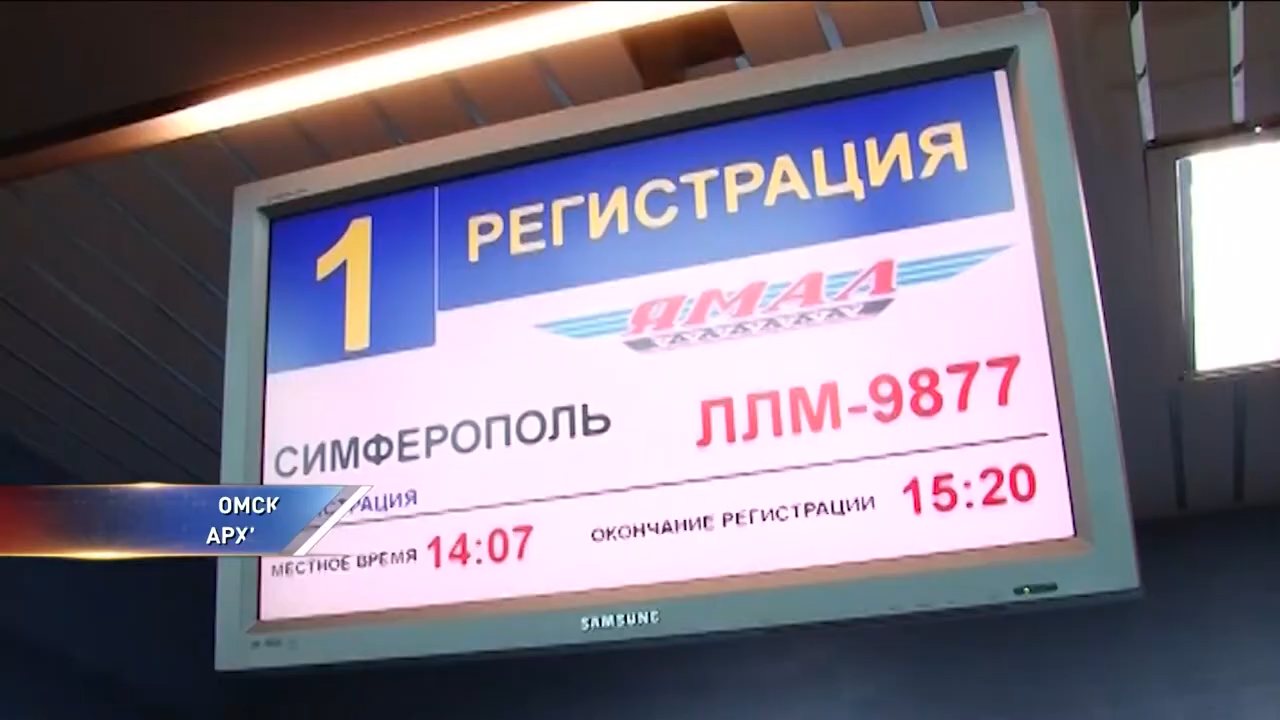 1 РЕГИСТРАЦИЯ
ЯМАЛ
СИМФЕРОПОЛЬ ЛЛМ-9877
МЕСТНОЕ ВРЕМЯ 14:07 ОКОНЧАНИЕ РЕГИСТРАЦИИ 15:20
ОМСК
SAMSUNG